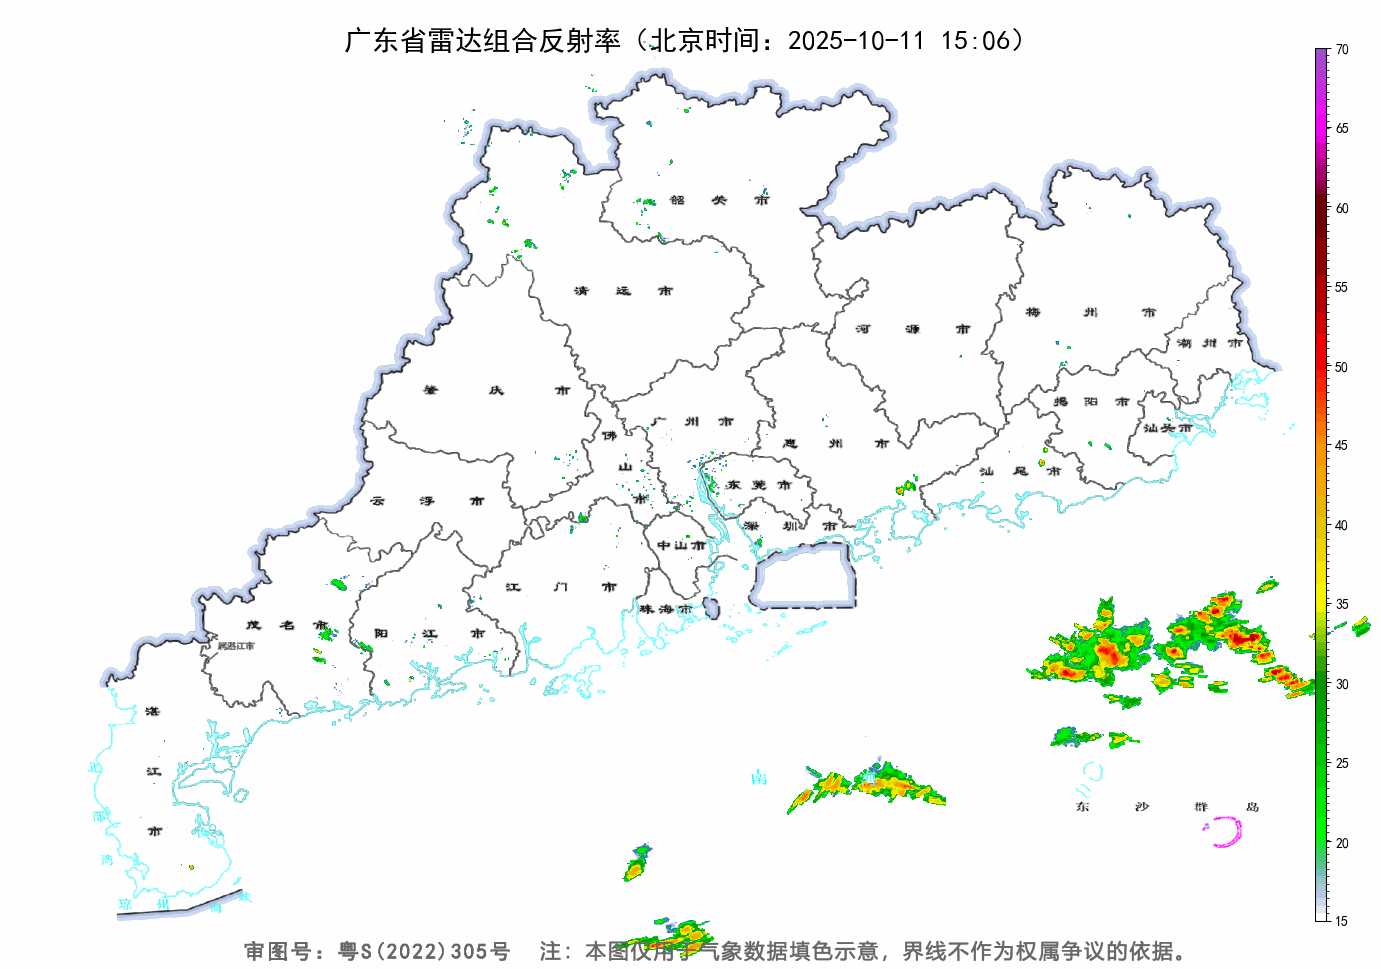 广东省雷达组合反射率（北京时间：2025-10-11 15:06）
70
65
60
55
50
45
40
35
30
25
20
15
韶关市
清远市
河源市
梅州市
潮州市
肇庆市
广州市
佛山市
惠州市
揭阳市
汕头市
汕尾市
东莞市
云浮市
深圳市
中山市
江门市
珠海市
茂名市
阳江市
属湛江市
湛江市
北部湾
南海
东沙群岛
琼州海峡
审图号：粤S(2022)305号 注：本图仅用于气象数据填色示意，界线不作为权属争议的依据。